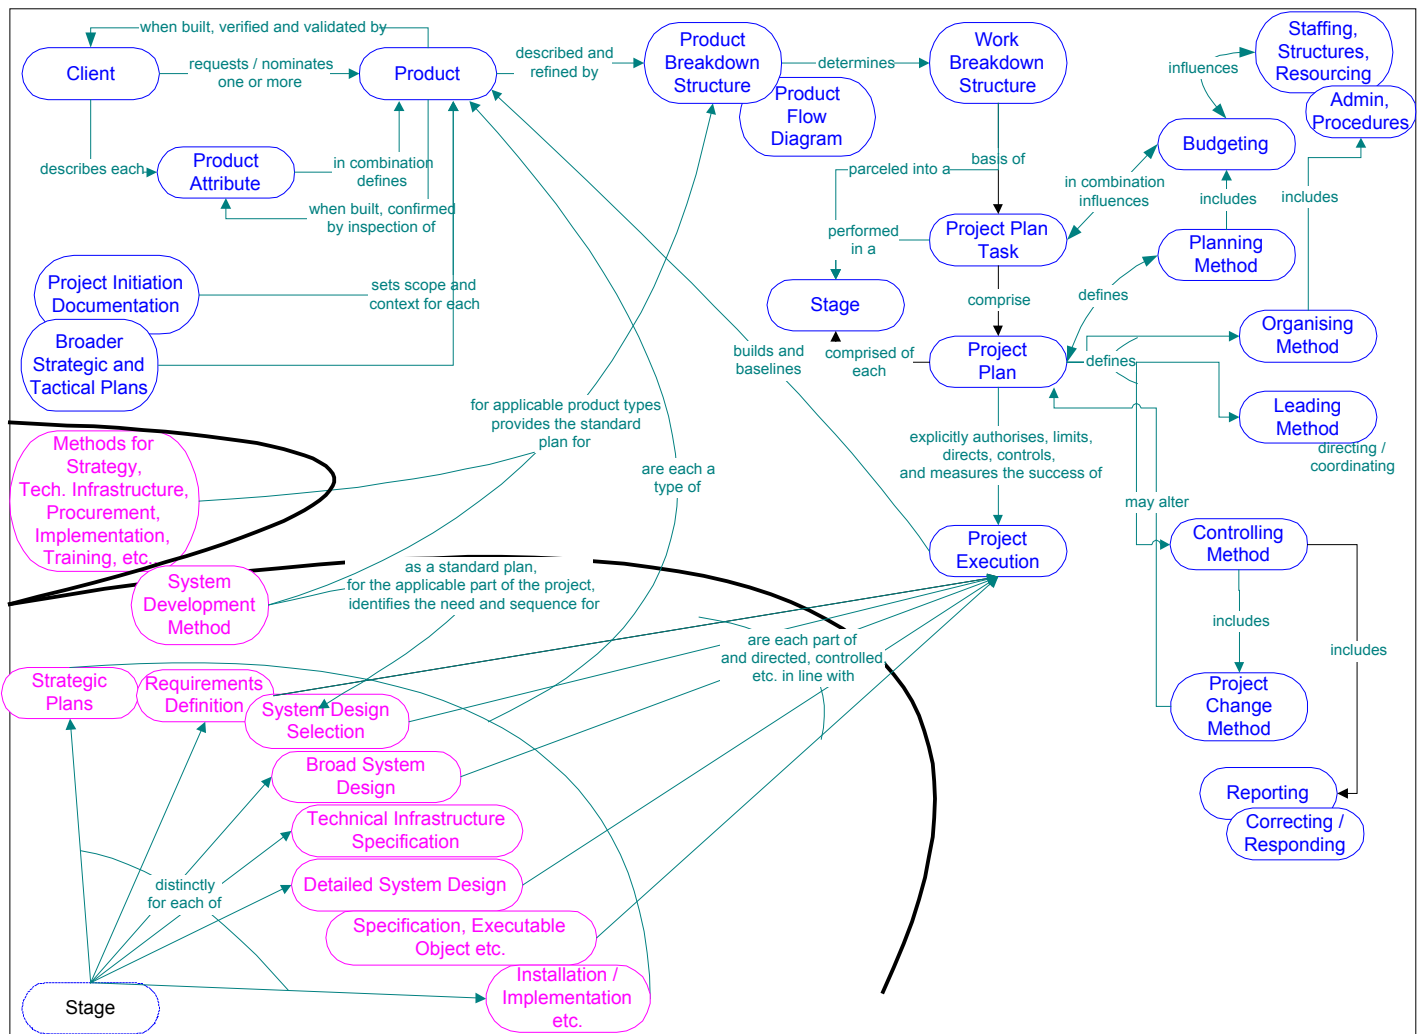 when built, verified and validated by
Client
requests / nominates
one or more
Product
described and
refined by
Product
Breakdown
Structure
determines
Work
Breakdown
Structure
Staffing,
Structures,
Resourcing
influences
Admin,
Procedures
Product
Flow
Diagram
Budgeting
describes each
Product
Attribute
in combination
defines
when built, confirmed
by inspection of
parceled into a
basis of
in combination
influences
includes
includes
performed
in a
Project Plan
Task
Planning
Method
Project Initiation
Documentation
sets scope and
context for each
Stage
comprise
defines
Broader
Strategic and
Tactical Plans
builds and
baselines
comprised of
each
Project
Plan
defines
Organising
Method
for applicable product types
provides the standard
plan for
Leading
Method
directing /
coordinating
Methods for
Strategy,
Tech. Infrastructure,
Procurement,
Implementation,
Training, etc.
are each a
type of
explicitly authorises, limits,
directs, controls,
and measures the success of
may alter
Project
Execution
Controlling
Method
System
Development
Method
as a standard plan,
for the applicable part of the project,
identifies the need and sequence for
includes
includes
are each part of
and directed, controlled
etc. in line with
Strategic
Plans
Requirements
Definition
System Design
Selection
Project
Change
Method
Broad System
Design
Technical Infrastructure
Specification
Reporting
Correcting /
Responding
distinctly
for each of
Detailed System Design
Specification, Executable
Object etc.
Installation /
Implementation
etc.
Stage